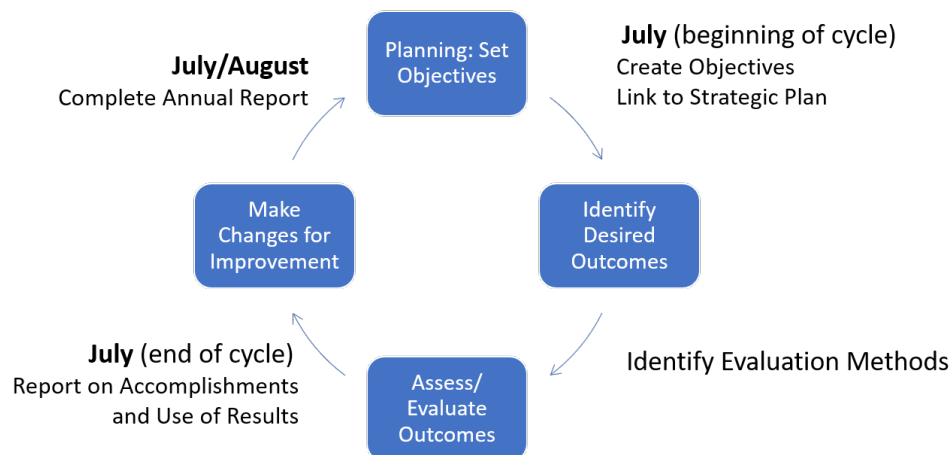 Planning: Set
Objectives
July (beginning of cycle)
Create Objectives
Link to Strategic Plan
Identify
Desired
Outcomes
Identify Evaluation Methods
Assess/
Evaluate
Outcomes
July (end of cycle)
Report on Accomplishments
and Use of Results
Make
Changes for
Improvement
July/August
Complete Annual Report